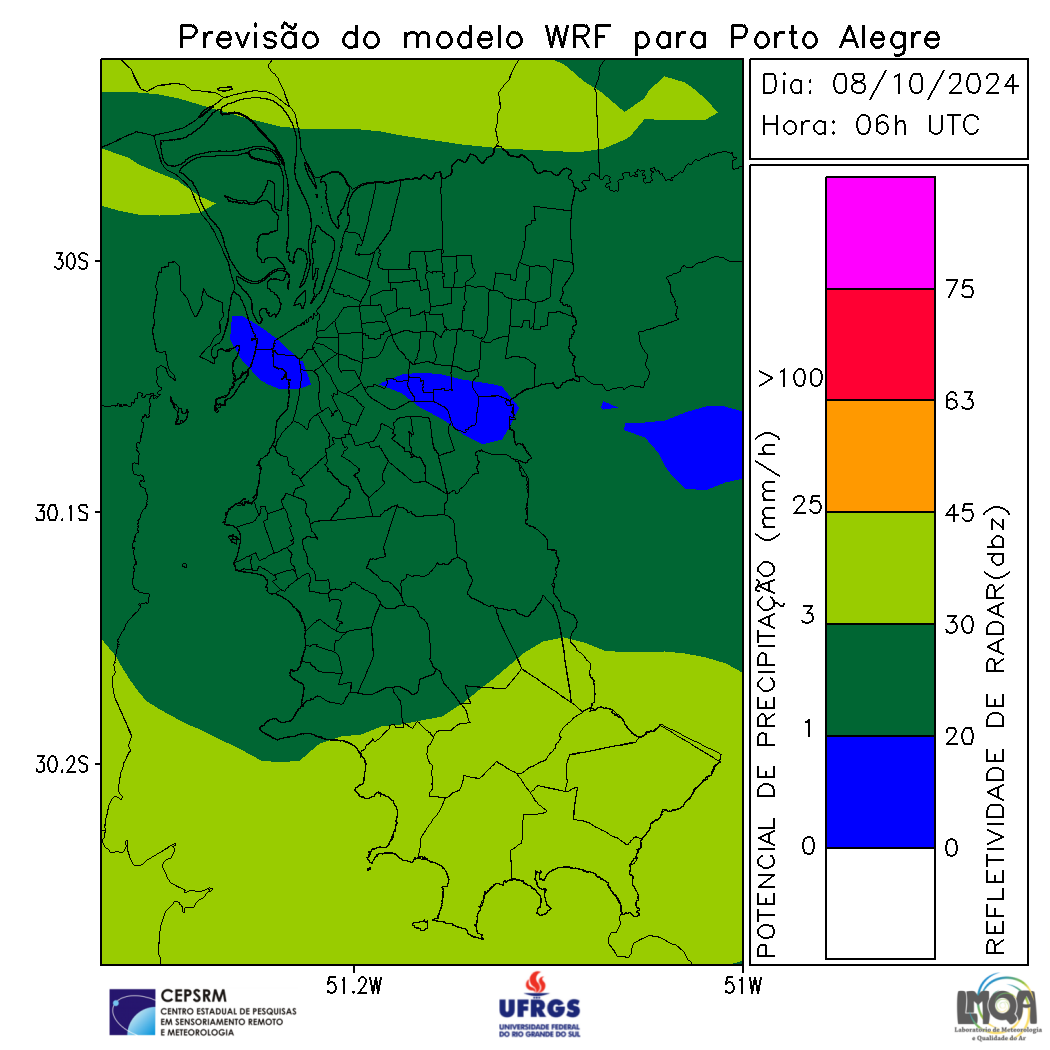 Previsão do modelo WRF para Porto Alegre
Dia: 08/10/2024
Hora: 06h UTC
30S
30.1S
30.2S
51.2W
51W
POTENCIAL DE PRECIPITAÇÃO (mm/h)
>100
25
3
1
0
75
63
45
30
20
0
REFLETIVIDADE DE RADAR(dbz)
CEPSRM
CENTRO ESTADUAL DE PESQUISAS
EM SENSORIAMENTO REMOTO
E METEOROLOGIA
UFRGS
UNIVERSIDADE FEDERAL
DO RIO GRANDE DO SUL
LMQA
Laboratório de Meteorologia
e Qualidade do Ar